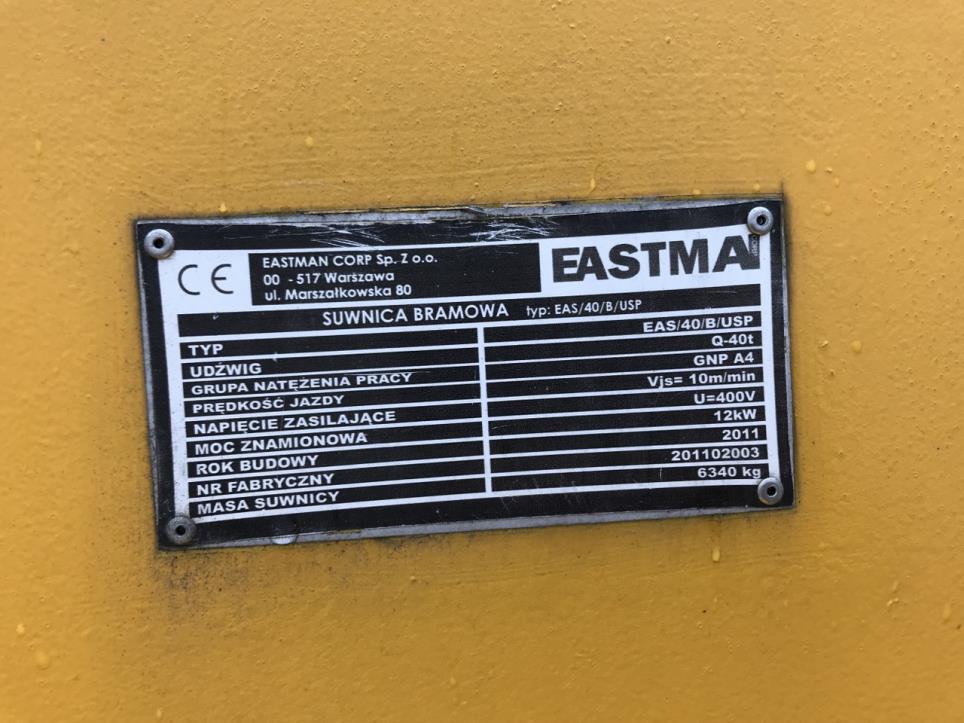 CE
EASTMAN CORP Sp. Z o.o.
00 - 517 Warszawa
ul. Marszałkowska 80
EASTMA
SUWNICA BRAMOWA typ: EAS/40/B/USP
TYP EAS/40/B/USP
UDŹWIG Q-40t
GRUPA NATĘŻENIA PRACY GNP A4
PRĘDKOŚĆ JAZDY Vjs= 10m/min
NAPIĘCIE ZASILAJĄCE U=400V
MOC ZNAMIONOWA 12kW
ROK BUDOWY 2011
NR FABRYCZNY 201102003
MASA SUWNICY 6340 kg